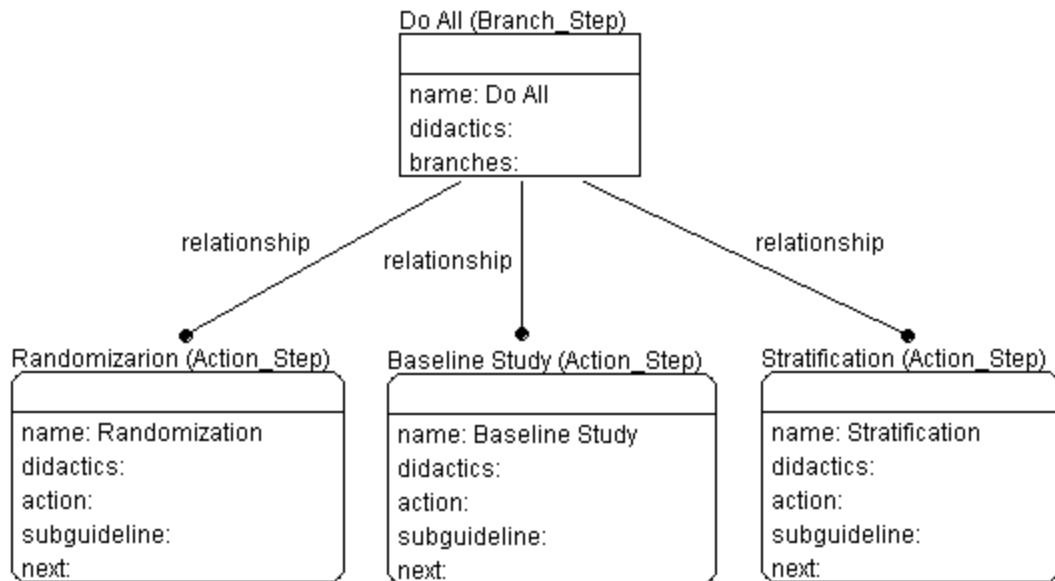 Do All (Branch_Step)
name: Do All
didactics:
branches:
relationship
relationship
relationship
Randomizarion (Action_Step)
name: Randomization
didactics:
action:
subguideline:
next:
Baseline Study (Action_Step)
name: Baseline Study
didactics:
action:
subguideline:
next:
Stratification (Action_Step)
name: Stratification
didactics:
action:
subguideline:
next: